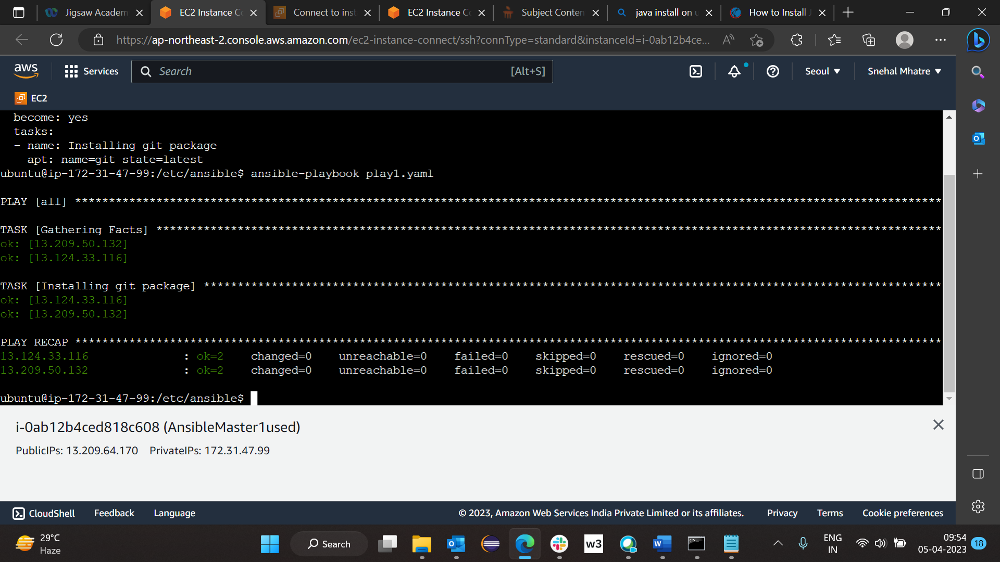 Jigsaw Academ
EC2 Instance Co
Connect to inst
EC2 Instance Co
Subject Conten
java install on u
How to Install J
https://ap-northeast-2.console.aws.amazon.com/ec2-instance-connect/ssh?connType=standard&instanceId=i-0ab12b4ce...
aws
Services
Search
[Alt+S]
Seoul
Snehal Mhatre
EC2
become: yes
tasks:
- name: Installing git package
apt: name=git state=latest
ubuntu@ip-172-31-47-99:/etc/ansible$ ansible-playbook play1.yaml
PLAY [all] ********************************************************************************************************************************
TASK [Gathering Facts] ********************************************************************************************************************
ok: [13.209.50.132]
ok: [13.124.33.116]
TASK [Installing git package] *************************************************************************************************************
ok: [13.124.33.116]
ok: [13.209.50.132]
PLAY RECAP ********************************************************************************************************************************
13.124.33.116 : ok=2 changed=0 unreachable=0 failed=0 skipped=0 rescued=0 ignored=0
13.209.50.132 : ok=2 changed=0 unreachable=0 failed=0 skipped=0 rescued=0 ignored=0
ubuntu@ip-172-31-47-99:/etc/ansible$
i-0ab12b4ced818c608 (AnsibleMaster1used)
PublicIPs: 13.209.64.170 PrivateIPs: 172.31.47.99
CloudShell Feedback Language © 2023, Amazon Web Services India Private Limited or its affiliates. Privacy Terms Cookie preferences
29°C
Haze
Search
w3
ENG
IN
09:54
05-04-2023
18